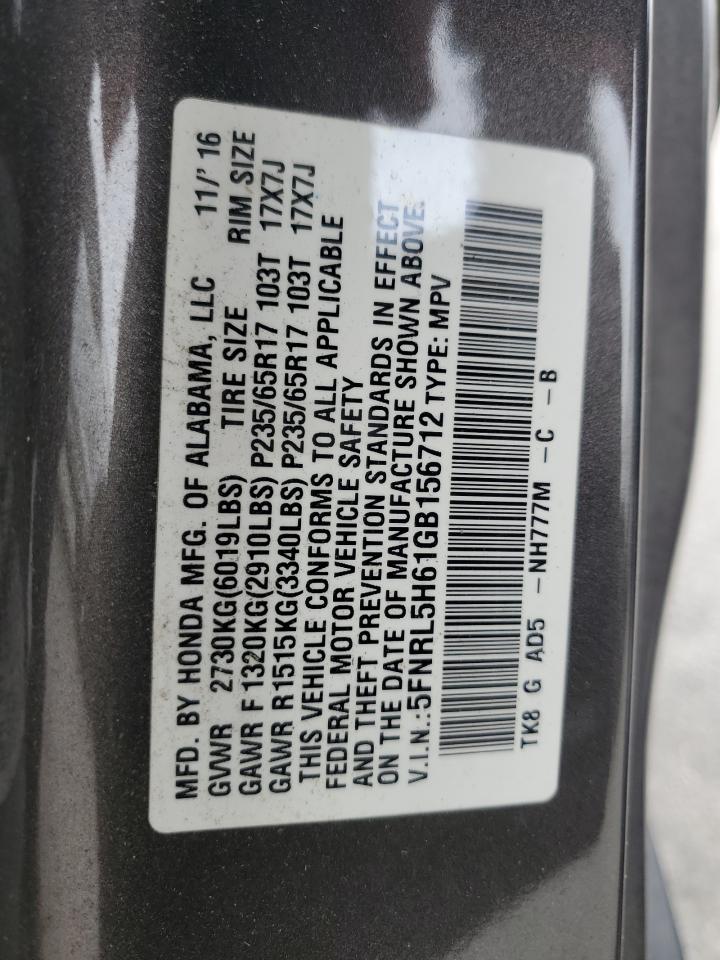 MFD. BY HONDA MFG. OF ALABAMA, LLC 11/' 16
GVWR 2730KG(6019LBS) TIRE SIZE RIM SIZE
GAWR F 1320KG(2910LBS) P235/65R17 103T 17X7J
GAWR R1515KG(3340LBS) P235/65R17 103T 17X7J
THIS VEHICLE CONFORMS TO ALL APPLICABLE
FEDERAL MOTOR VEHICLE SAFETY
AND THEFT PREVENTION STANDARDS IN EFFECT
ON THE DATE OF MANUFACTURE SHOWN ABOVE.
V.I.N.:5FNRL5H61GB156712 TYPE: MPV
TK8 G AD5 -NH777M -C -B